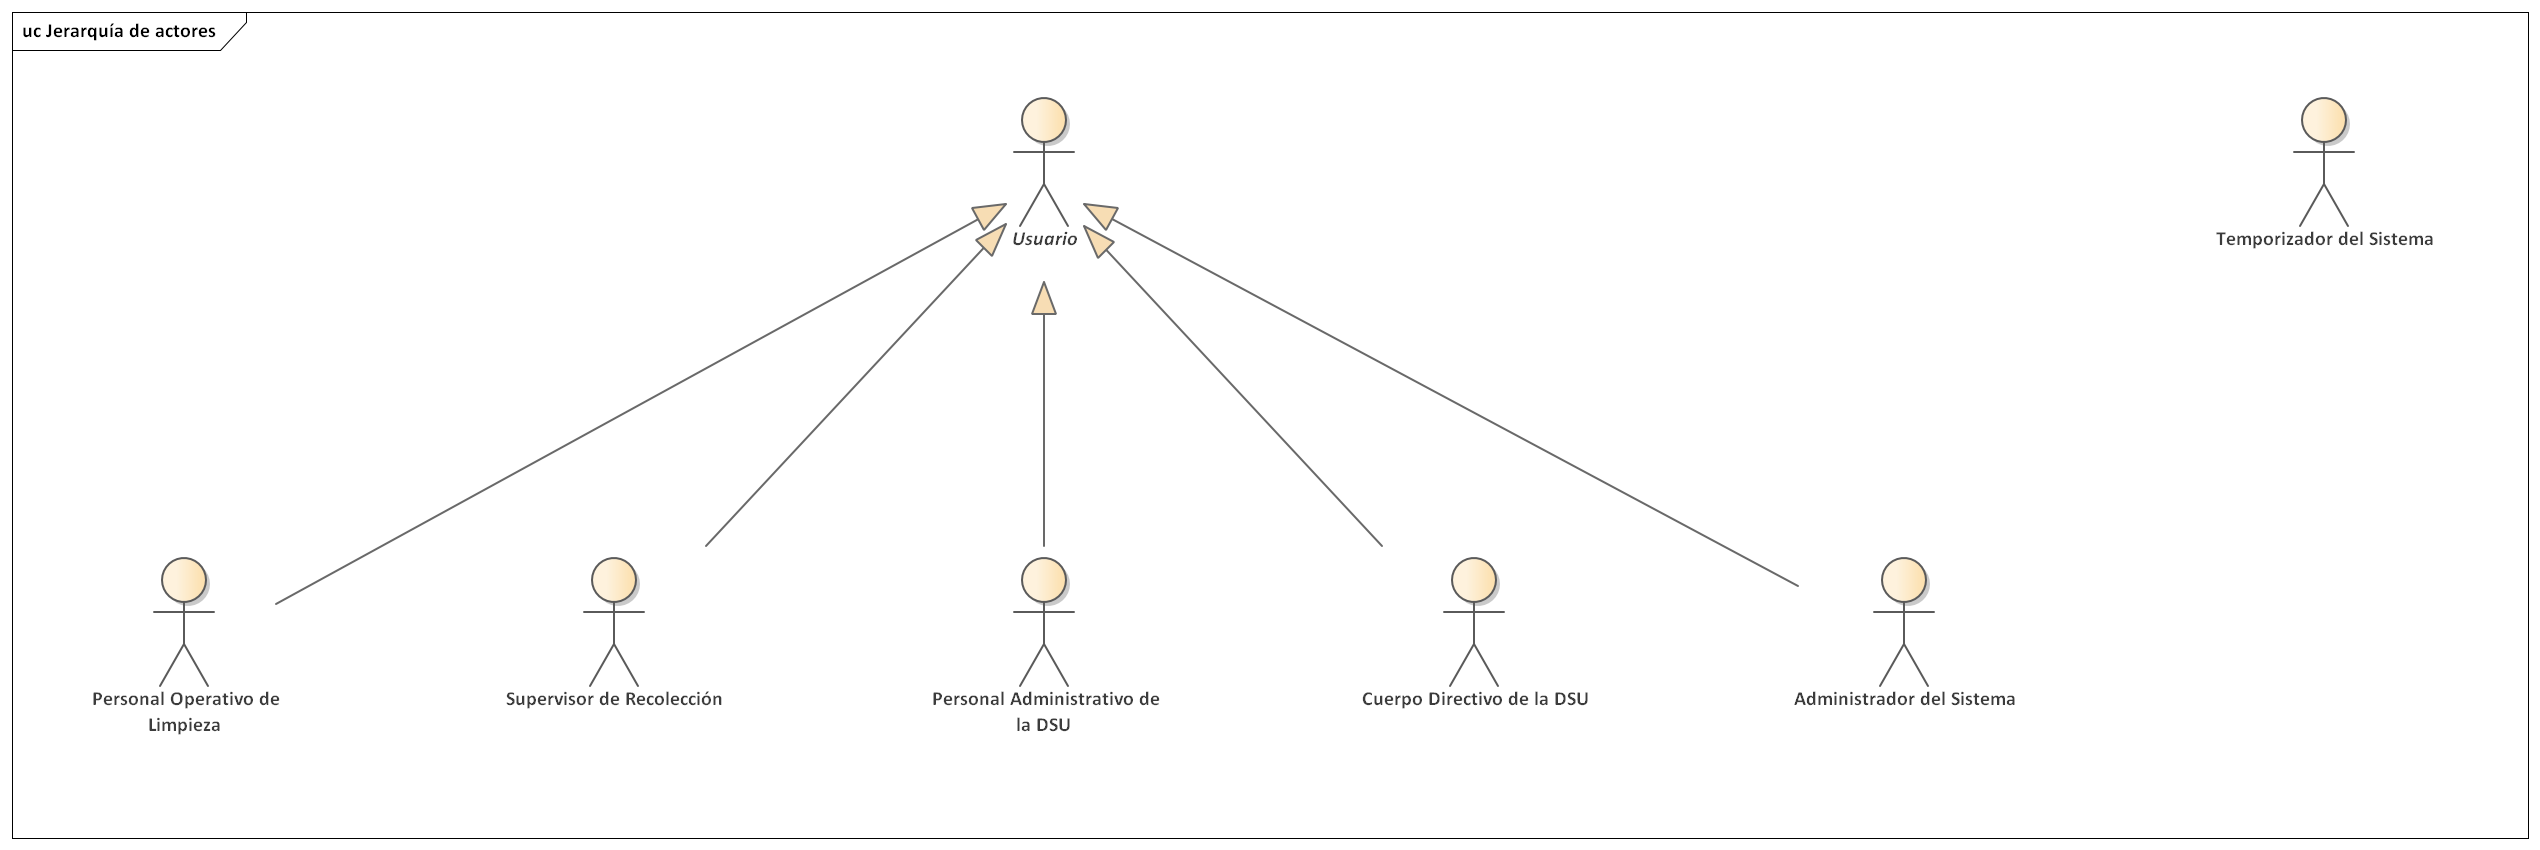 uc Jerarquía de actores
Usuario
Temporizador del Sistema
Personal Operativo de
Limpieza
Supervisor de Recolección
Personal Administrativo de
la DSU
Cuerpo Directivo de la DSU
Administrador del Sistema